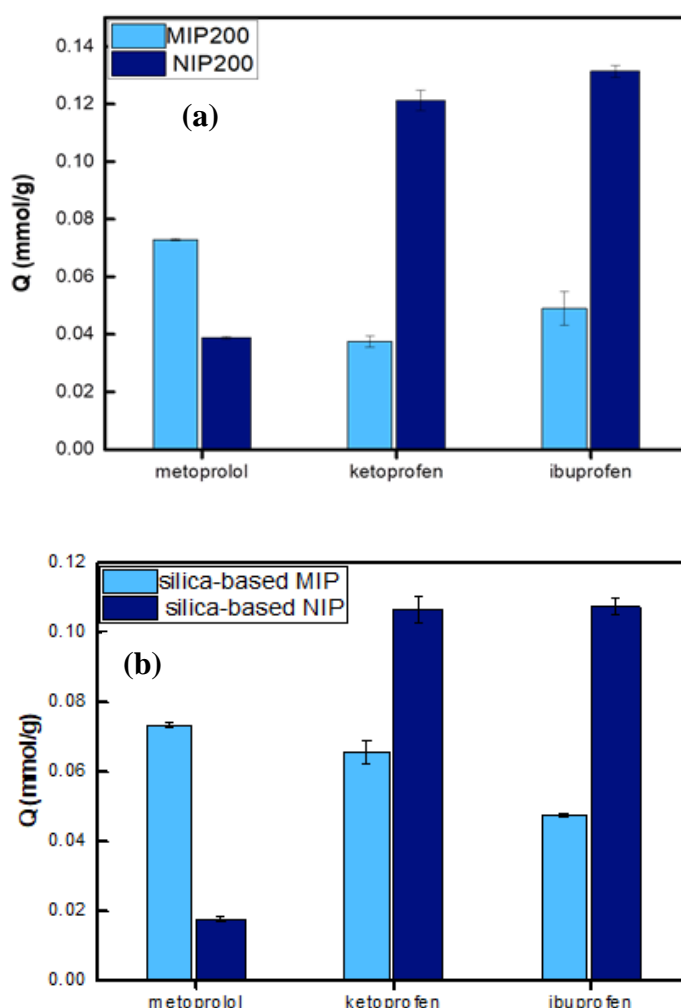 MIP200
NIP200
(a)
0.14
0.12
0.10
0.08
0.06
0.04
0.02
0.00
Q (mmol/g)
metoprolol ketoprofen ibuprofen
silica-based MIP
silica-based NIP
(b)
0.12
0.10
0.08
0.06
0.04
0.02
0.00
Q (mmol/g)
metoprolol ketoprofen ibuprofen